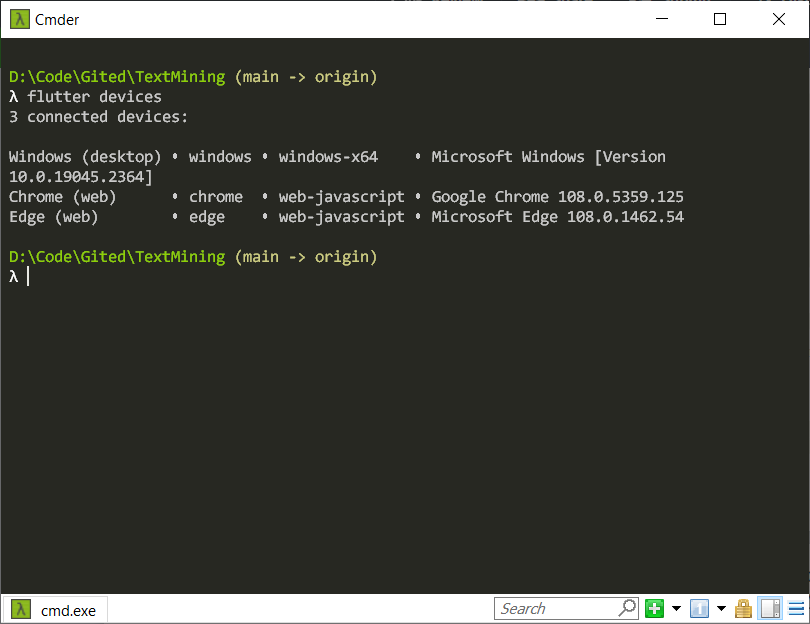 Cmder
D:\Code\Gited\TextMining (main -> origin)
λ flutter devices
3 connected devices:
Windows (desktop) • windows • windows-x64    • Microsoft Windows [Version
10.0.19045.2364]
Chrome (web)      • chrome  • web-javascript • Google Chrome 108.0.5359.125
Edge (web)        • edge    • web-javascript • Microsoft Edge 108.0.1462.54
D:\Code\Gited\TextMining (main -> origin)
λ
cmd.exe
Search